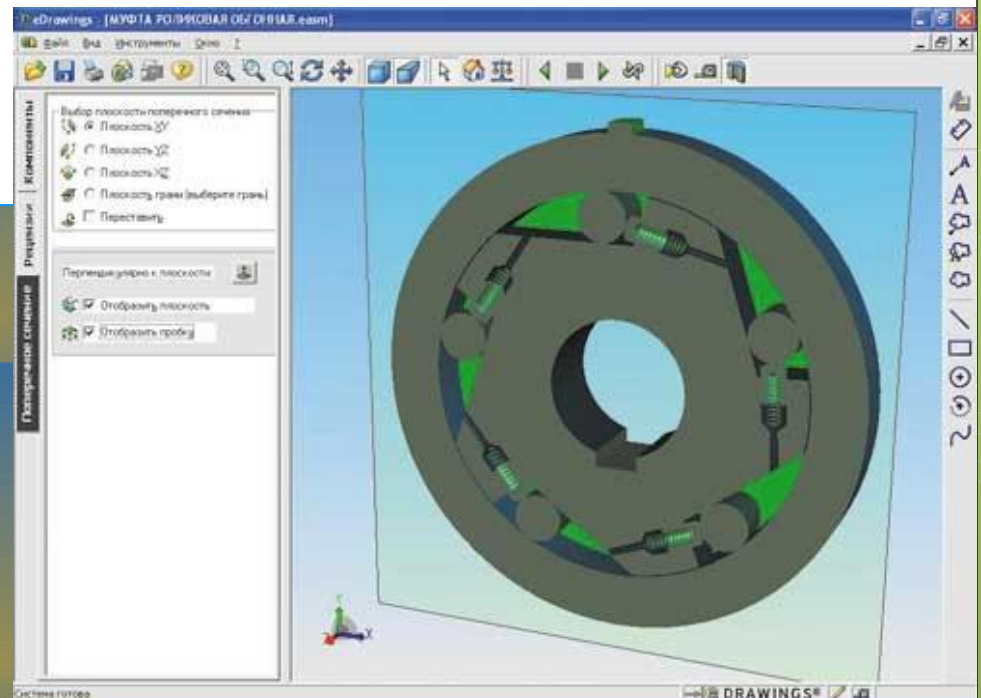 eDrawings - [МУФТА РОЛИКОВАЯ ОБГОННАЯ.easm]
Файл Вид Инструменты Окно ?
Компоненты
Рецензии
Поперечное сечение
Выбор плоскости поперечного сечения
Плоскость XY
Плоскость YZ
Плоскость XZ
Плоскость грани (выберите грань)
Переставить
Перпендикулярно к плоскости
Отобразить плоскость
Отобразить пробку
A
Y
X
Система готова
DRAWINGS®